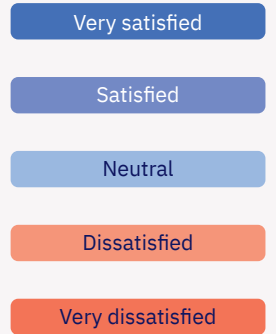 Very satisfied
Satisfied
Neutral
Dissatisfied
Very dissatisfied